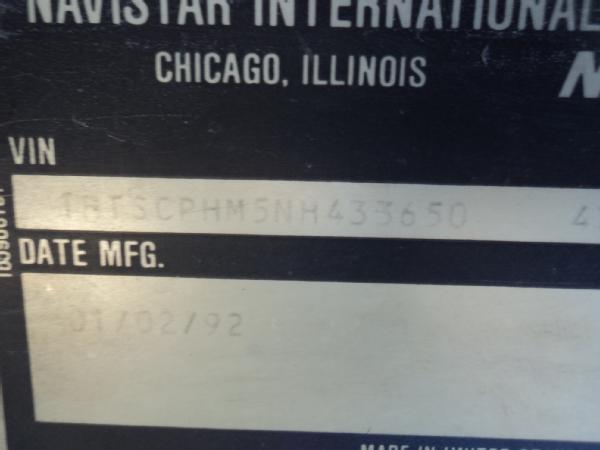 NAVISTAR INTERNATIONAL
CHICAGO, ILLINOIS
VIN
1HTSCPHM5NH433650
DATE MFG.
01/02/92